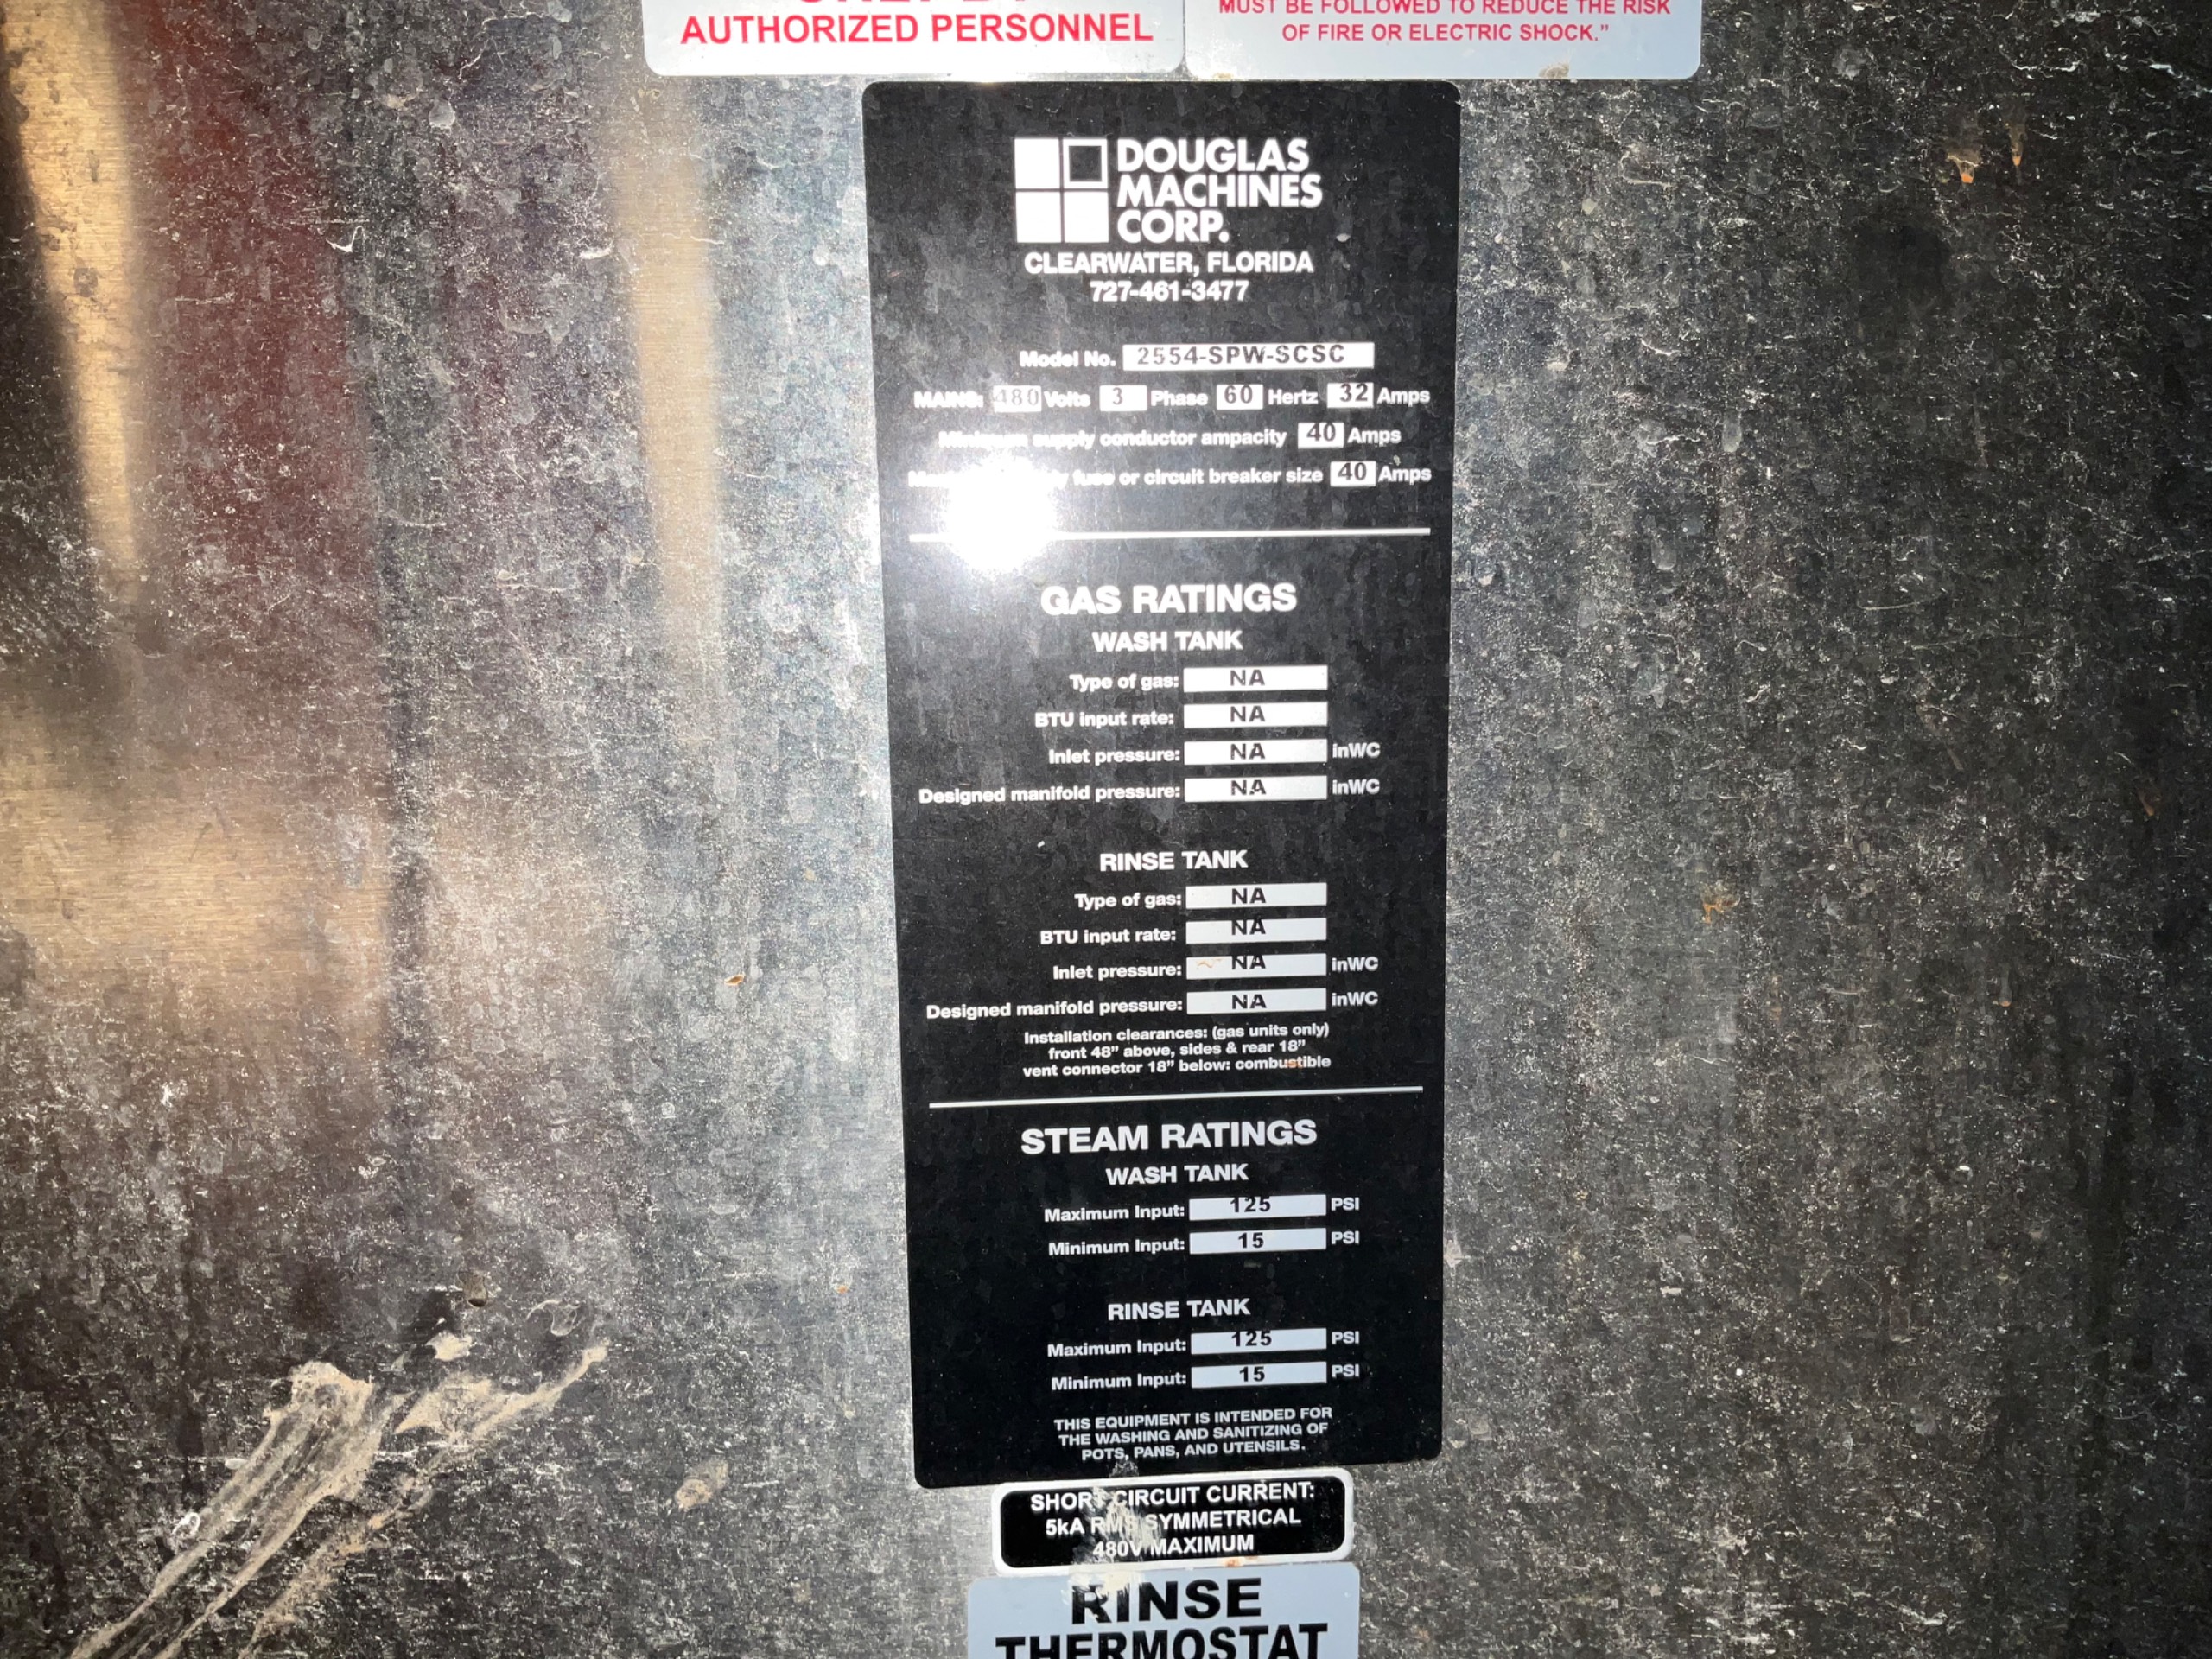 AUTHORIZED PERSONNEL
MUST BE FOLLOWED TO REDUCE THE RISK
OF FIRE OR ELECTRIC SHOCK."
DOUGLAS
MACHINES
CORP.
CLEARWATER, FLORIDA
727-461-3477
Model No. 2554-SPW-SCSC
MAINS: 480 Volts 3 Phase 60 Hertz 32 Amps
Minimum supply conductor ampacity 40 Amps
fuse or circuit breaker size 40 Amps
GAS RATINGS
WASH TANK
Type of gas: NA
BTU input rate: NA
Inlet pressure: NA inWC
Designed manifold pressure: NA inWC
RINSE TANK
Type of gas: NA
BTU input rate: NA
Inlet pressure: NA inWC
Designed manifold pressure: NA inWC
Installation clearances: (gas units only)
front 48" above, sides & rear 18"
vent connector 18" below: combustible
STEAM RATINGS
WASH TANK
Maximum Input: 125 PSI
Minimum Input: 15 PSI
RINSE TANK
Maximum Input: 125 PSI
Minimum Input: 15 PSI
THIS EQUIPMENT IS INTENDED FOR
THE WASHING AND SANITIZING OF
POTS, PANS, AND UTENSILS.
SHORT CIRCUIT CURRENT:
5kA RMS SYMMETRICAL
480V MAXIMUM
RINSE
THERMOSTAT